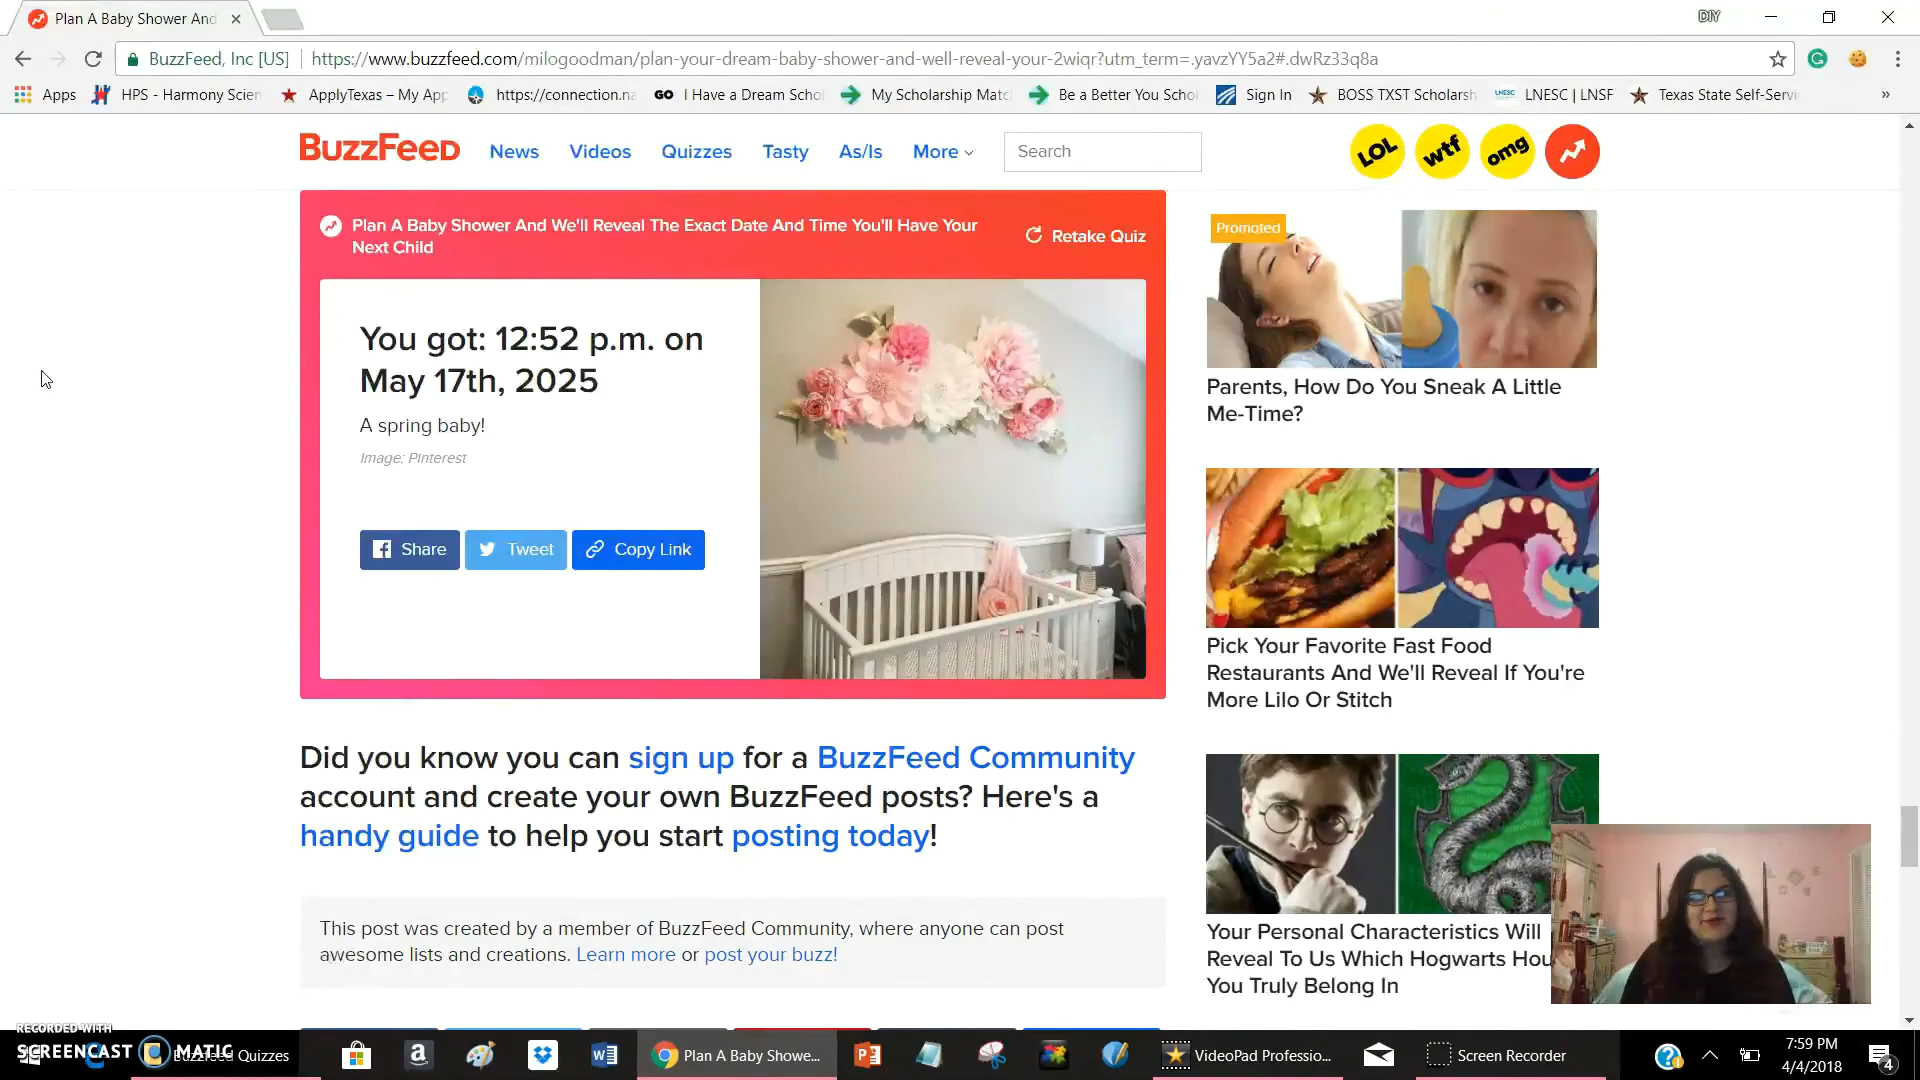 Plan A Baby Shower And
DIY
BuzzFeed, Inc [US]
https://www.buzzfeed.com/milogoodman/plan-your-dream-baby-shower-and-well-reveal-your-2wiqr?utm_term=.yavzYY5a2#.dwRz33q8a
Apps HPS - Harmony Scien ApplyTexas – My App https://connection.na GO I Have a Dream Schol My Scholarship Matc Be a Better You Schol Sign In BOSS TXST Scholarsh LNESC LNESC | LNSF Texas State Self-Servi »
BuzzFeed News Videos Quizzes Tasty As/Is More Search LOL wtf omg
Plan A Baby Shower And We'll Reveal The Exact Date And Time You'll Have Your
Next Child
Retake Quiz
You got: 12:52 p.m. on
May 17th, 2025
A spring baby!
Image: Pinterest
Share Tweet Copy Link
Did you know you can sign up for a BuzzFeed Community
account and create your own BuzzFeed posts? Here's a
handy guide to help you start posting today!
This post was created by a member of BuzzFeed Community, where anyone can post
awesome lists and creations. Learn more or post your buzz!
Promoted
Parents, How Do You Sneak A Little
Me-Time?
Pick Your Favorite Fast Food
Restaurants And We'll Reveal If You're
More Lilo Or Stitch
Your Personal Characteristics Will
Reveal To Us Which Hogwarts Hou
You Truly Belong In
RECORDED WITH
SCREENCAST MATIC
Buzzfeed Quizzes
Plan A Baby Showe...
VideoPad Professio...
Screen Recorder
7:59 PM
4/4/2018
4